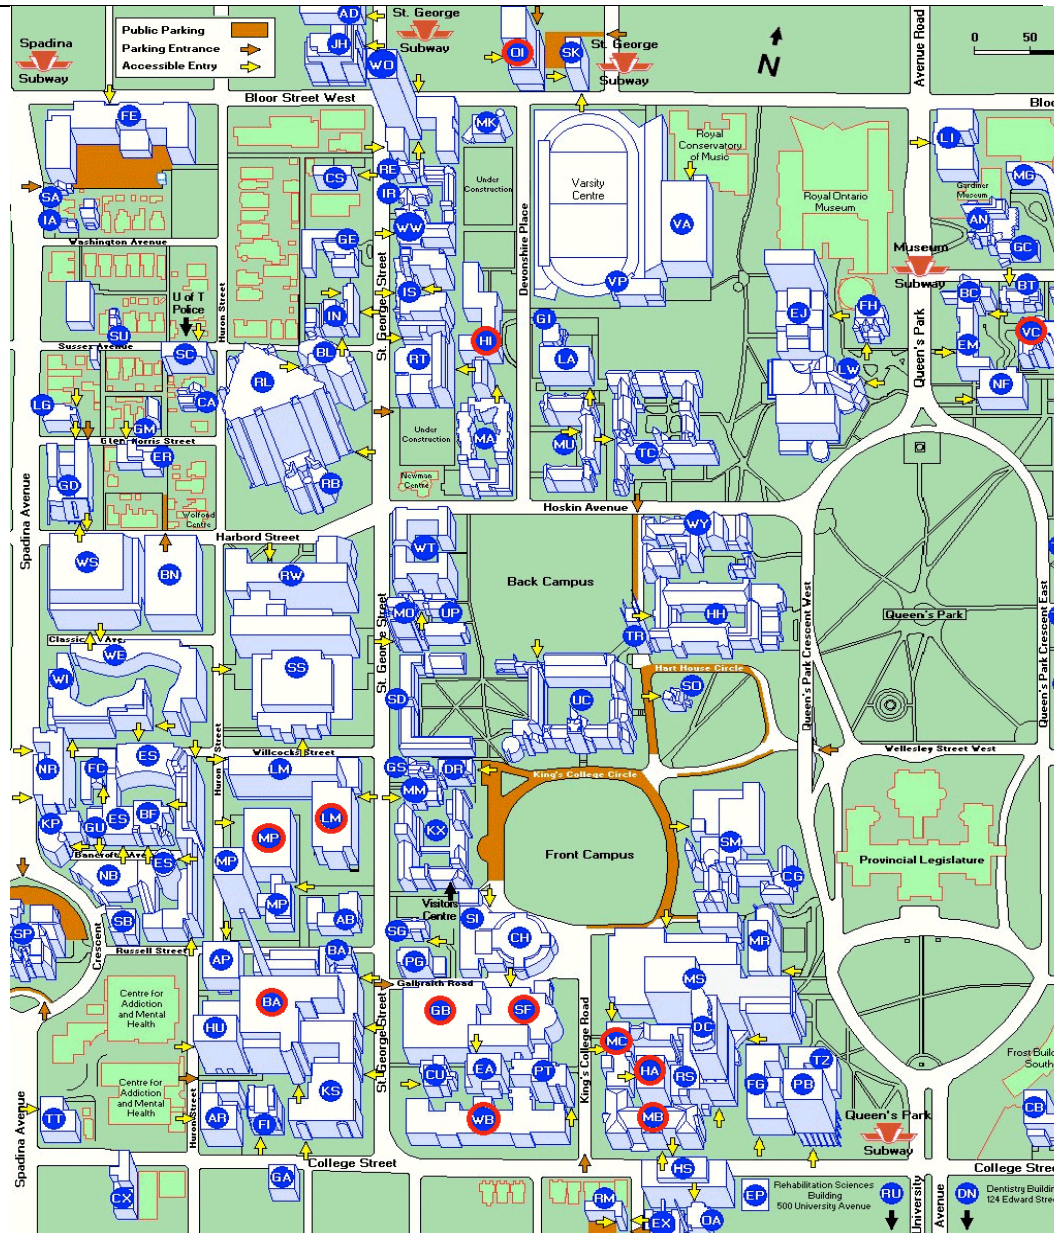 Public Parking
Parking Entrance
Accessible Entry
Spadina
Subway
St. George
Subway
St. George
Subway
N
0 50
Avenue Road
AD
JH
WO
OI
SK
Bloor Street West
Bloo
FE
MK
LI
Royal
Conservatory
of Music
CS
RE
IR
Under
Construction
Varsity
Centre
Royal Ontario
Museum
Gardiner
Museum
MG
SA
IA
WW
VA
AN
Washington Avenue
GE
GC
Museum
Subway
Devonshire Place
Huron Street
St. George Street
U of T
Police
IS
VP
BC
BT
SU
IN
GI
EJ
FH
VC
Sussex Avenue
SC
BL
RT
HI
LA
EM
Queen's Park
RL
LW
NF
CA
LG
GM
Glen Morris Street
Under
Construction
MA
MU
TC
ER
GD
RB
Newman
Centre
Spadina Avenue
Wolfond
Centre
Hoskin Avenue
Harbord Street
WS
BN
RW
WT
Back Campus
WY
HH
Queen's Park
Queen's Park Crescent West
Queen's Park Crescent East
MO
UP
TR
St. George Street
Classic Ave.
WE
WI
SS
SD
UC
Hart House Circle
SO
Huron Street
Willcocks Street
Wellesley Street West
NR
FC
ES
LM
GS
DR
King's College Circle
MM
KP
GU
ES
BF
MP
LM
KX
Front Campus
SM
Provincial Legislature
Bancroft Ave
NB
ES
MP
MP
CG
Visitors
Centre
SP
SB
AB
SG
SI
CH
MR
Crescent
Russell Street
AP
BA
PG
Galbraith Road
MS
Centre for
Addiction
and Mental
Health
BA
GB
SF
HU
MC
DC
King's College Road
St. George Street
Centre for
Addiction
and Mental
Health
KS
CU
EA
PT
HA
RS
FG
PB
TZ
Frost Buil
South
Spadina Avenue
TT
Huron Street
AR
FI
WB
MB
Queen's Park
Subway
CB
College Street
College Stre
CX
GA
HS
RM
EX
OA
EP
Rehabilitation Sciences
Building
500 University Avenue
RU
University
Avenue
DN
Dentistry Buildin
124 Edward Stre